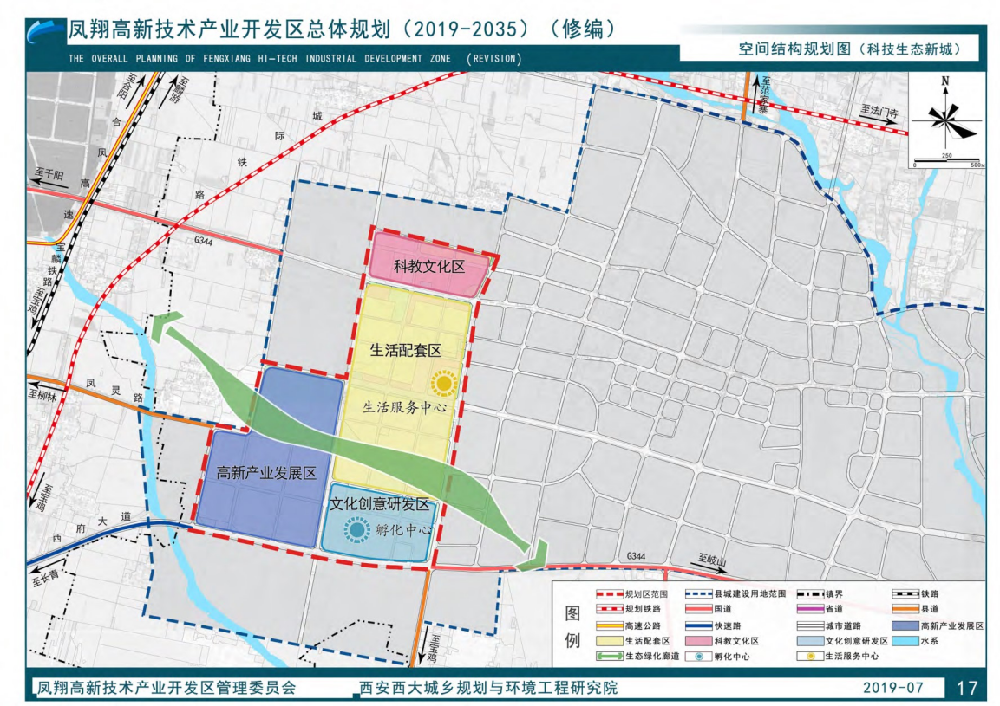 凤翔高新技术产业开发区总体规划（2019-2035）（修编）
THE OVERALL PLANNING OF FENGXIANG HI-TECH INDUSTRIAL DEVELOPMENT ZONE (REVISION)
空间结构规划图（科技生态新城）
至合阳
至麟游
合凤高速
城际铁路
至范家寨
至法门寺
N
250
0 500M
至千阳
G344
宝麟铁路
至宝鸡
科教文化区
生活配套区
生活服务中心
至柳林
凤灵路
高新产业发展区
文化创意研发区
孵化中心
至宝鸡
西府大道
至长青
G344
至岐山
至宝鸡
图例
规划区范围
县城建设用地范围
镇界
铁路
规划铁路
国道
省道
县道
高速公路
快速路
城市道路
高新产业发展区
生活配套区
科教文化区
文化创意研发区
水系
生态绿化廊道
孵化中心
生活服务中心
凤翔高新技术产业开发区管理委员会
西安西大城乡规划与环境工程研究院
2019-07
17